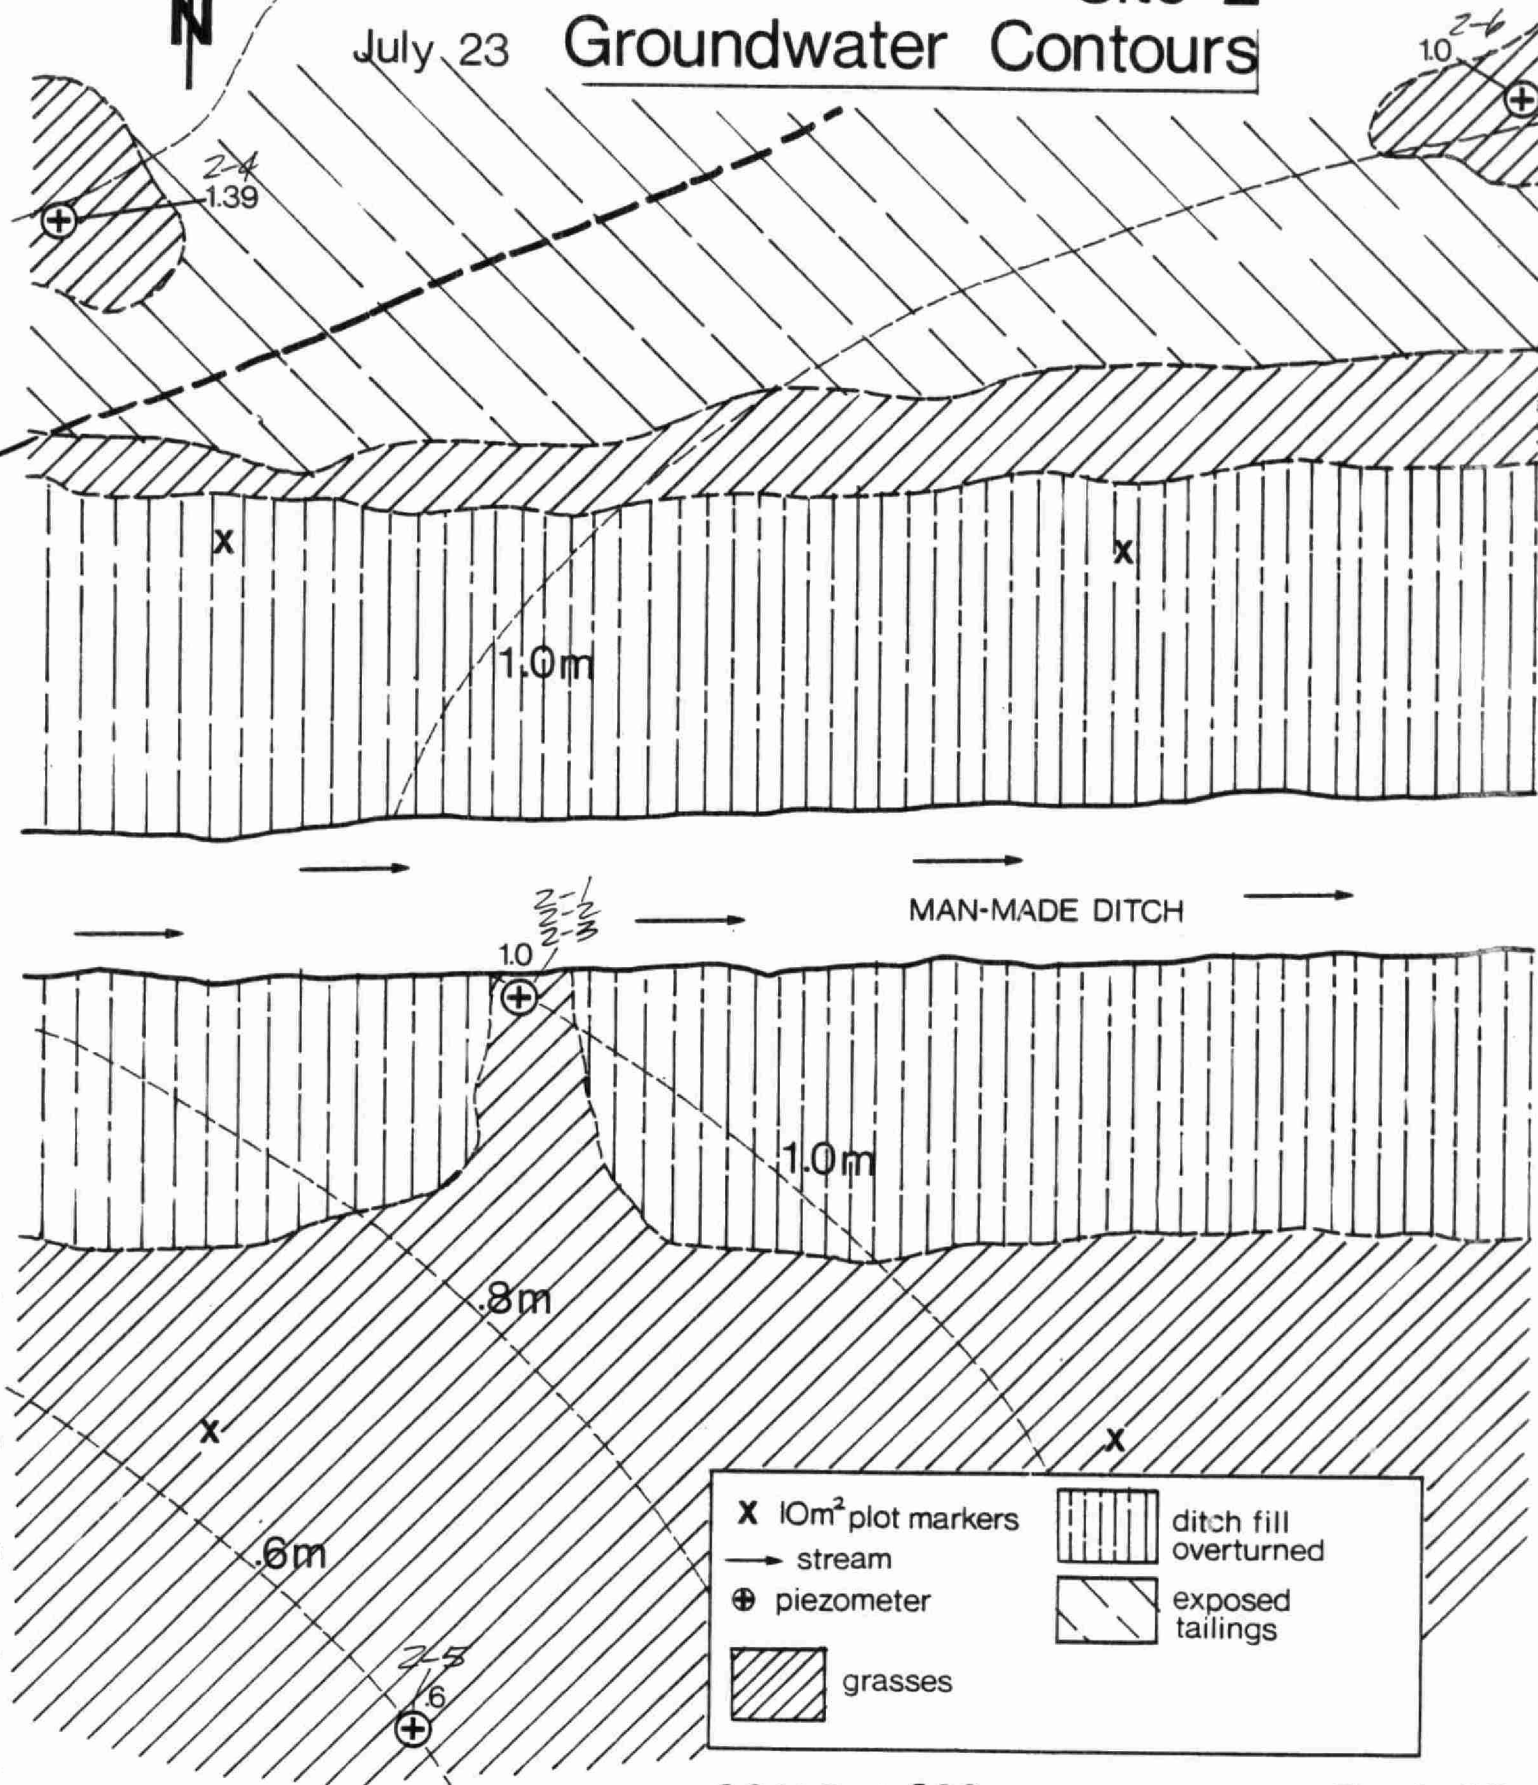 N
July 23
Groundwater Contours
2-6
1.0
2-4
1.39
X
X
1.0m
MAN-MADE DITCH
2-1
2-2
2-3
1.0
1.0m
.8m
X
X
.6m
2-5
.6
X 10m² plot markers
stream
piezometer
grasses
ditch fill
overturned
exposed
tailings